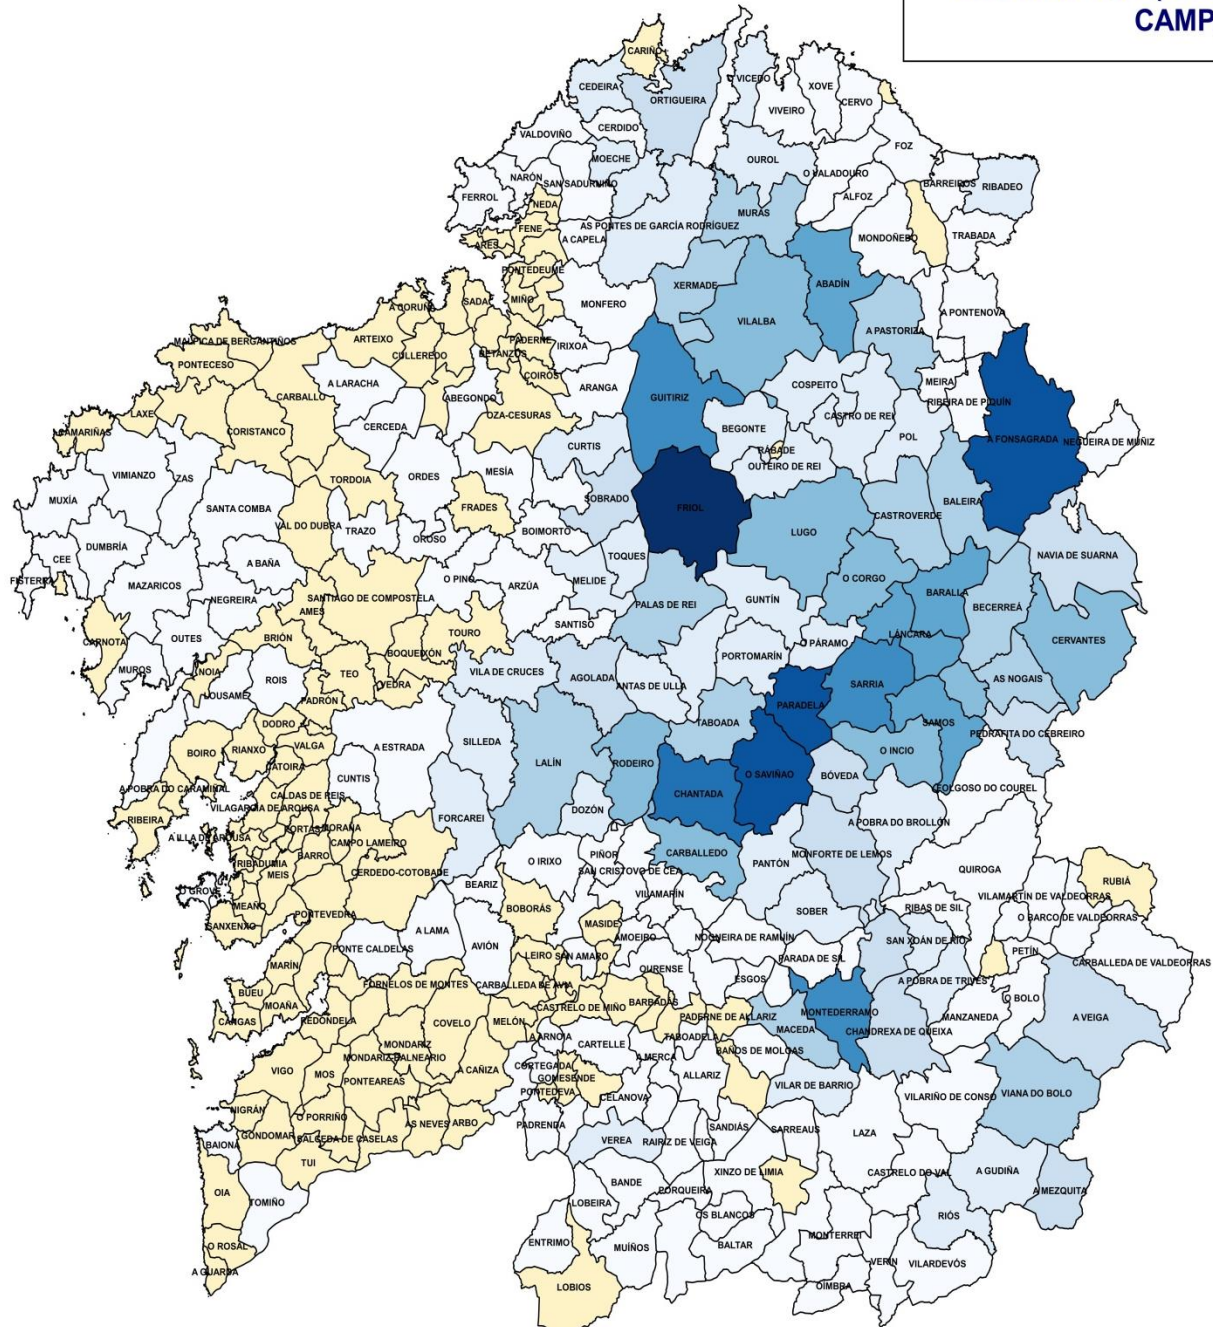 CAMP
CARIÑO
CEDEIRA
ORTIGUEIRA
O VICEDO
XOVE
VIVEIRO
CERVO
VALDOVIÑO
CERDIDO
MOECHE
OUROL
O VALADOURO
FOZ
NARÓN
SAN SADURNIÑO
ALFOZ
BARREIROS
RIBADEO
FERROL
NEDA
FENE
ARES
A CAPELA
AS PONTES DE GARCÍA RODRÍGUEZ
MURAS
MONDOÑEDO
TRABADA
PONTEDEUME
XERMADE
ABADÍN
A CORUÑA
SADA
MIÑO
MONFERO
VILALBA
A PASTORIZA
A PONTENOVA
MALPICA DE BERGANTIÑOS
ARTEIXO
CULLEREDO
PADERNE
BETANZOS
IRIXOA
PONTECESO
COIRÓS
A LARACHA
CARBALLO
ABEGONDO
ARANGA
GUITIRIZ
COSPEITO
MEIRA
RIBEIRA DE PIQUÍN
LAXE
CAMARIÑAS
CERCEDA
OZA-CESURAS
CASTRO DE REI
BEGONTE
CORISTANCO
CURTIS
RÁBADE
POL
A FONSAGRADA
NEGUEIRA DE MUÑIZ
OUTEIRO DE REI
VIMIANZO
ZAS
ORDES
MESÍA
TORDOIA
MUXÍA
SANTA COMBA
FRADES
SOBRADO
FRIOL
BALEIRA
CASTROVERDE
VAL DO DUBRA
TRAZO
OROSO
BOIMORTO
LUGO
DUMBRÍA
CEE
A BAÑA
TOQUES
NAVIA DE SUARNA
FISTERRA
MAZARICOS
O PINO
ARZÚA
MELIDE
O CORGO
BARALLA
NEGREIRA
SANTIAGO DE COMPOSTELA
GUNTÍN
PALAS DE REI
BECERREÁ
AMES
SANTISO
LÁNCARA
CARNOTA
OUTES
BRIÓN
TOURO
O PÁRAMO
CERVANTES
BOQUEIXÓN
PORTOMARÍN
MUROS
NOIA
ROIS
TEO
VEDRA
VILA DE CRUCES
AGOLADA
ANTAS DE ULLA
SARRIA
AS NOGAIS
LOUSAME
PADRÓN
PARADELA
DODRO
TABOADA
SAMOS
PEDRAFITA DO CEBREIRO
BOIRO
RIANXO
VALGA
A ESTRADA
SILLEDA
LALÍN
RODEIRO
O INCIO
CATOIRA
O SAVIÑAO
BÓVEDA
CUNTIS
A POBRA DO CARAMIÑAL
CALDAS DE REIS
CHANTADA
FOLGOSO DO COUREL
VILAGARCÍA DE AROUSA
DOZÓN
RIBEIRA
FORCAREI
A POBRA DO BROLLÓN
PORTAS
MORAÑA
A ILLA DE AROUSA
CAMPO LAMEIRO
BARRO
CARBALLEDO
MONFORTE DE LEMOS
RIBADUMIA
PIÑOR
O IRIXO
PANTÓN
MEIS
CERDEDO-COTOBADE
SAN CRISTOVO DE CEA
QUIROGA
RUBIÁ
BEARIZ
O GROVE
VILAMARÍN
VILAMARTÍN DE VALDEORRAS
MEAÑO
BOBORÁS
RIBAS DE SIL
SOBER
PONTEVEDRA
O BARCO DE VALDEORRAS
SANXENXO
A LAMA
MASIDE
AMOEIRO
NOGUEIRA DE RAMUÍN
SAN XOÁN DE RÍO
PONTE CALDELAS
AVIÓN
LEIRO
SAN AMARO
PARADA DE SIL
PETÍN
CARBALLEDA DE VALDEORRAS
MARÍN
OURENSE
ESGOS
A POBRA DE TRIVES
FORNELOS DE MONTES
CARBALLEDA DE AVIA
BUEU
MOAÑA
BARBADÁS
O BOLO
CASTRELO DE MIÑO
PADERNE DE ALLARIZ
MONTEDERRAMO
MANZANEDA
A VEIGA
CANGAS
REDONDELA
COVELO
MELÓN
MACEDA
CHANDREXA DE QUEIXA
A ARNOIA
TABOADELA
CARTELLE
MONDARIZ
BAÑOS DE MOLGAS
MONDARIZ-BALNEARIO
A MERCA
VIGO
MOS
A CAÑIZA
CORTEGADA
ALLARIZ
PONTEAREAS
GOMESENDE
VILAR DE BARRIO
PONTEDEVA
CELANOVA
VILARIÑO DE CONSO
VIANA DO BOLO
NIGRÁN
O PORRIÑO
AS NEVES
ARBO
PADRENDA
SANDIÁS
SARREAUS
LAZA
GONDOMAR
SALCEDA DE CASELAS
BAIONA
VEREA
RAIRIZ DE VEIGA
TUI
XINZO DE LIMIA
CASTRELO DO VAL
A GUDIÑA
OIA
BANDE
A MEZQUITA
TOMIÑO
LOBEIRA
PORQUEIRA
OS BLANCOS
RIÓS
ENTRIMO
MUÍÑOS
BALTAR
MONTERREI
O ROSAL
VERÍN
VILARDEVÓS
A GUARDA
LOBIOS
OÍMBRA